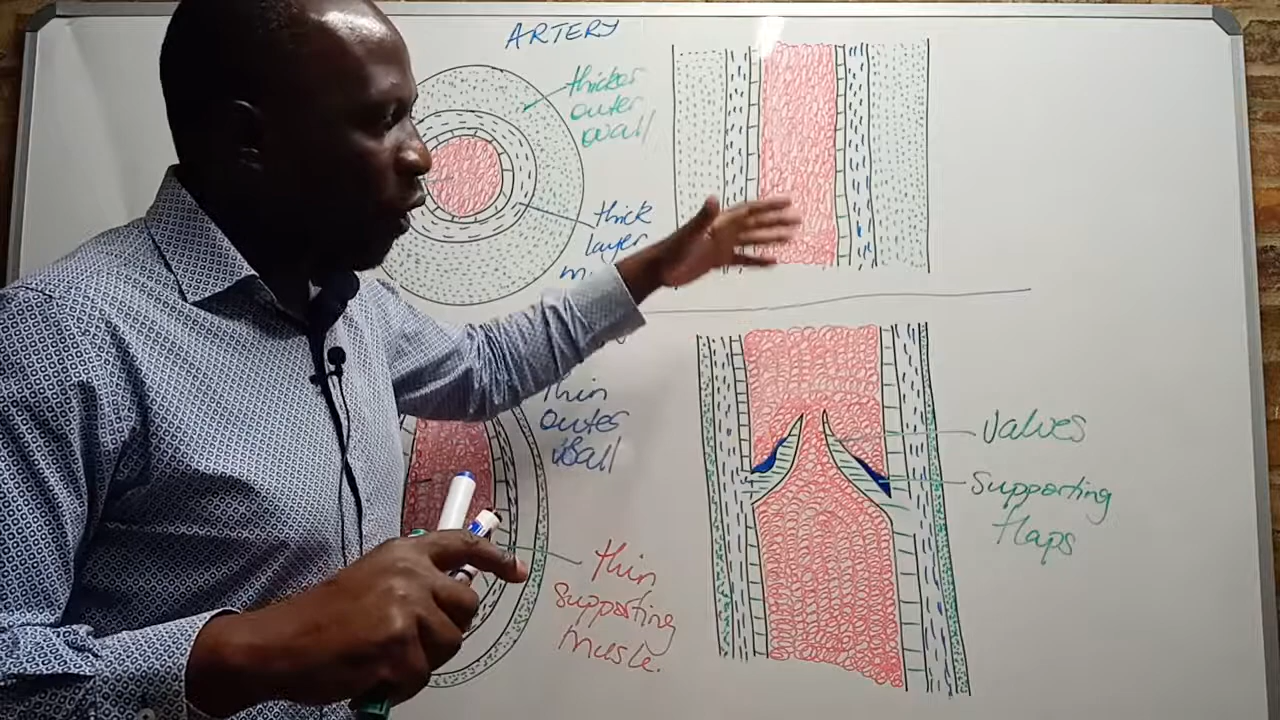 ARTERY
thicker
outer
wall
thick
layer
thin
outer
wall
thin
supporting
Musle.
Valves
Supporting
flaps